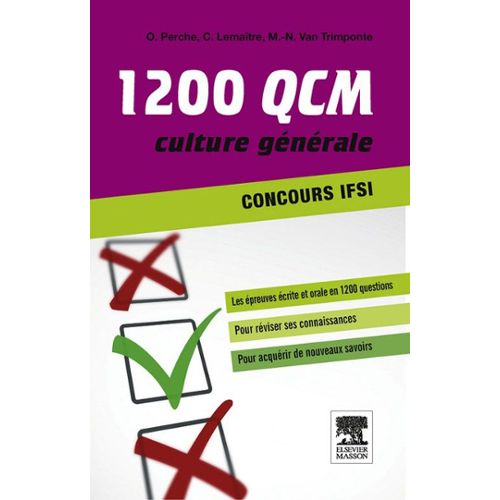 O. Perche, C. Lemaître, M.-N. Van Trimponte
1200 QCM
culture générale
CONCOURS IFSI
Les épreuves écrite et orale en 1200 questions
Pour réviser ses connaissances
Pour acquérir de nouveaux savoirs
ELSEVIER
MASSON